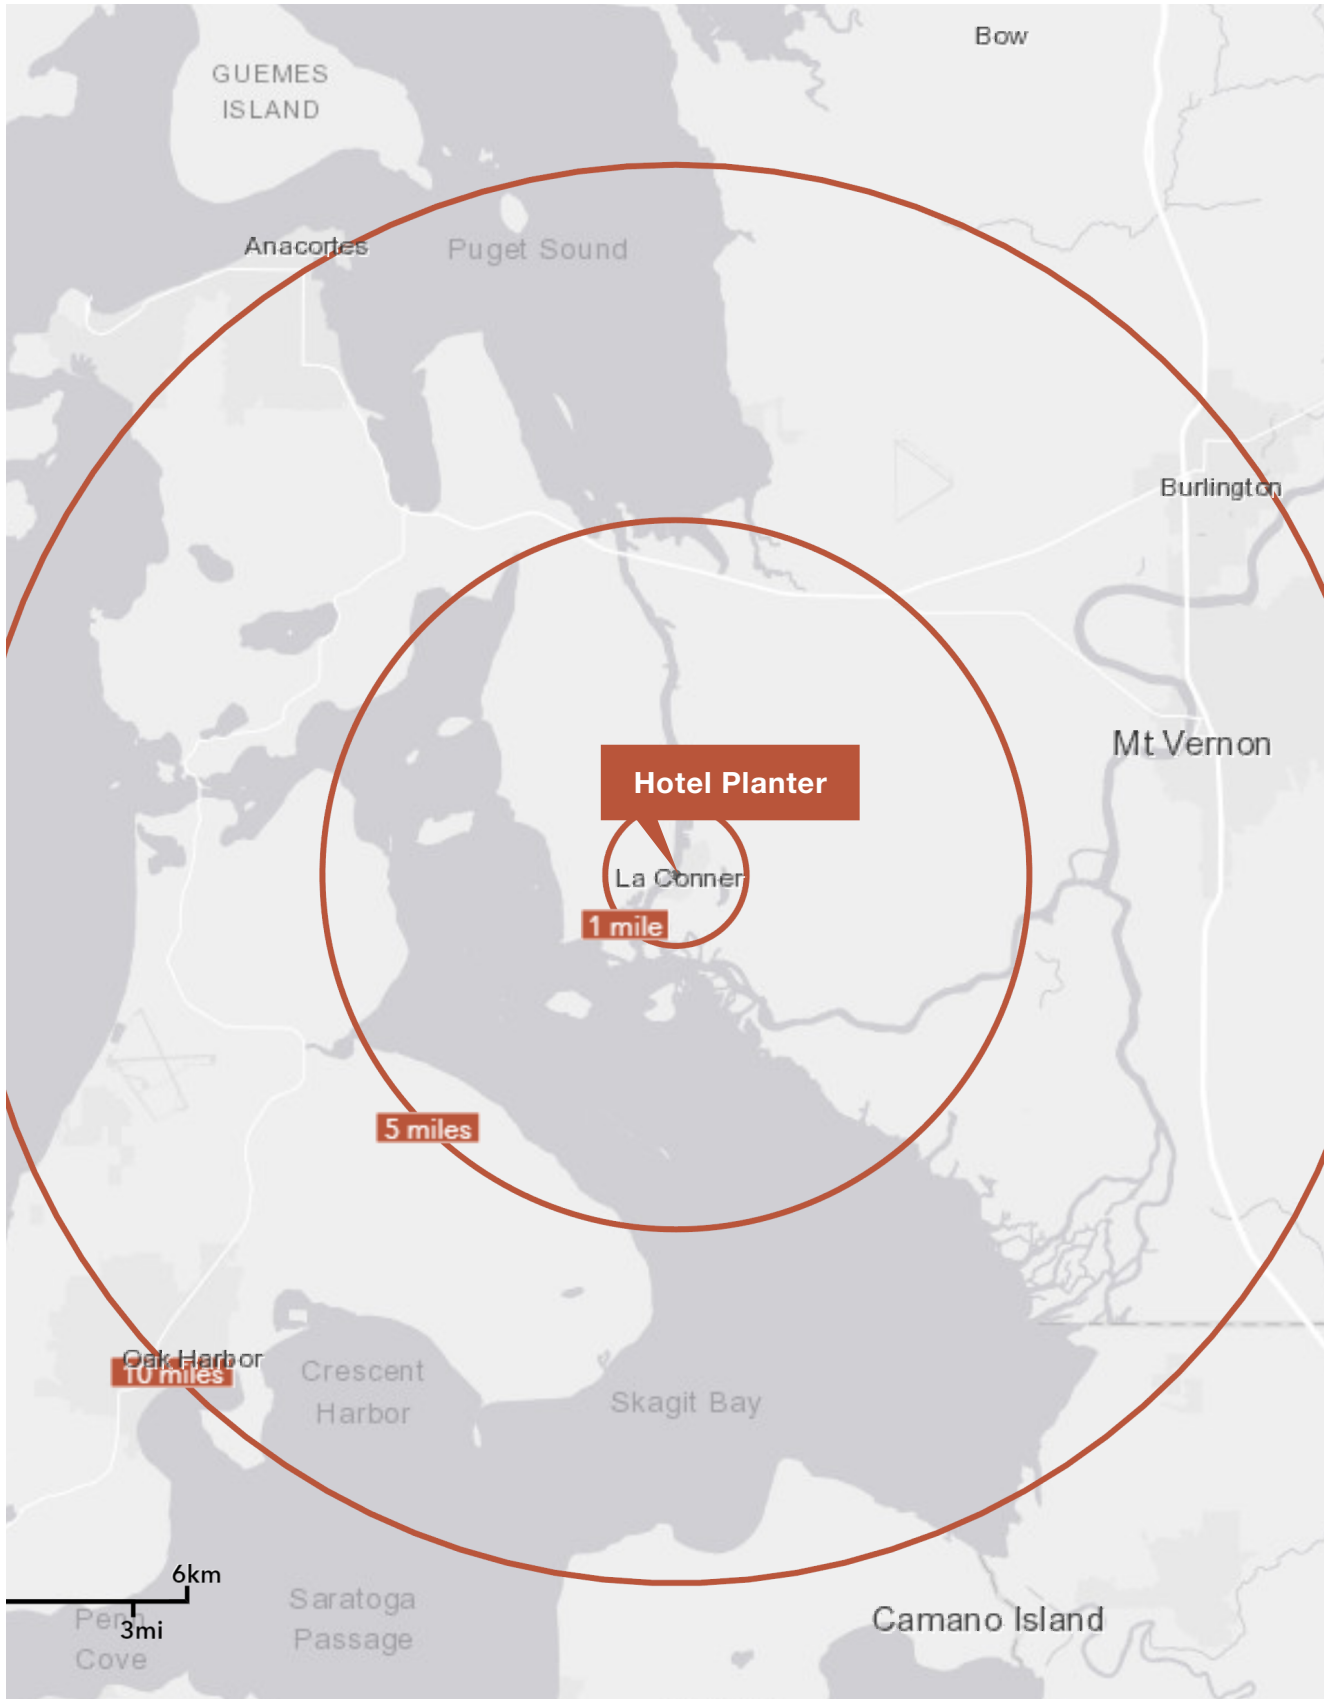 Bow
GUEMES
ISLAND
Anacortes
Puget Sound
Burlington
Mt Vernon
Hotel Planter
La Conner
1 mile
5 miles
Oak Harbor
10 miles
Crescent
Harbor
Skagit Bay
6km
3mi
Penn
Cove
Saratoga
Passage
Camano Island